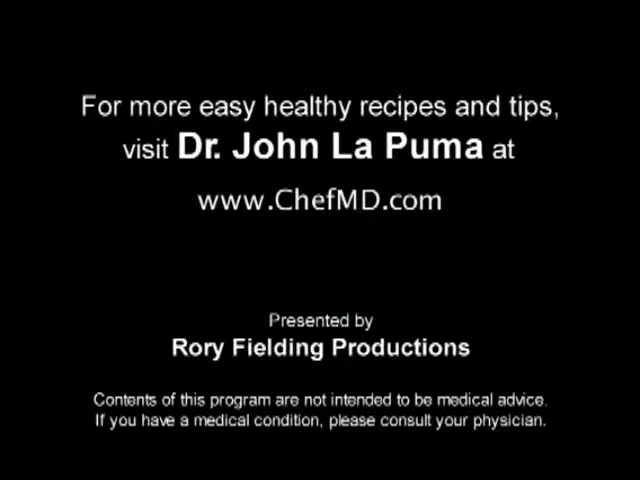 For more easy healthy recipes and tips,
visit Dr. John La Puma at
www.ChefMD.com
Presented by
Rory Fielding Productions
Contents of this program are not intended to be medical advice.
If you have a medical condition, please consult your physician.